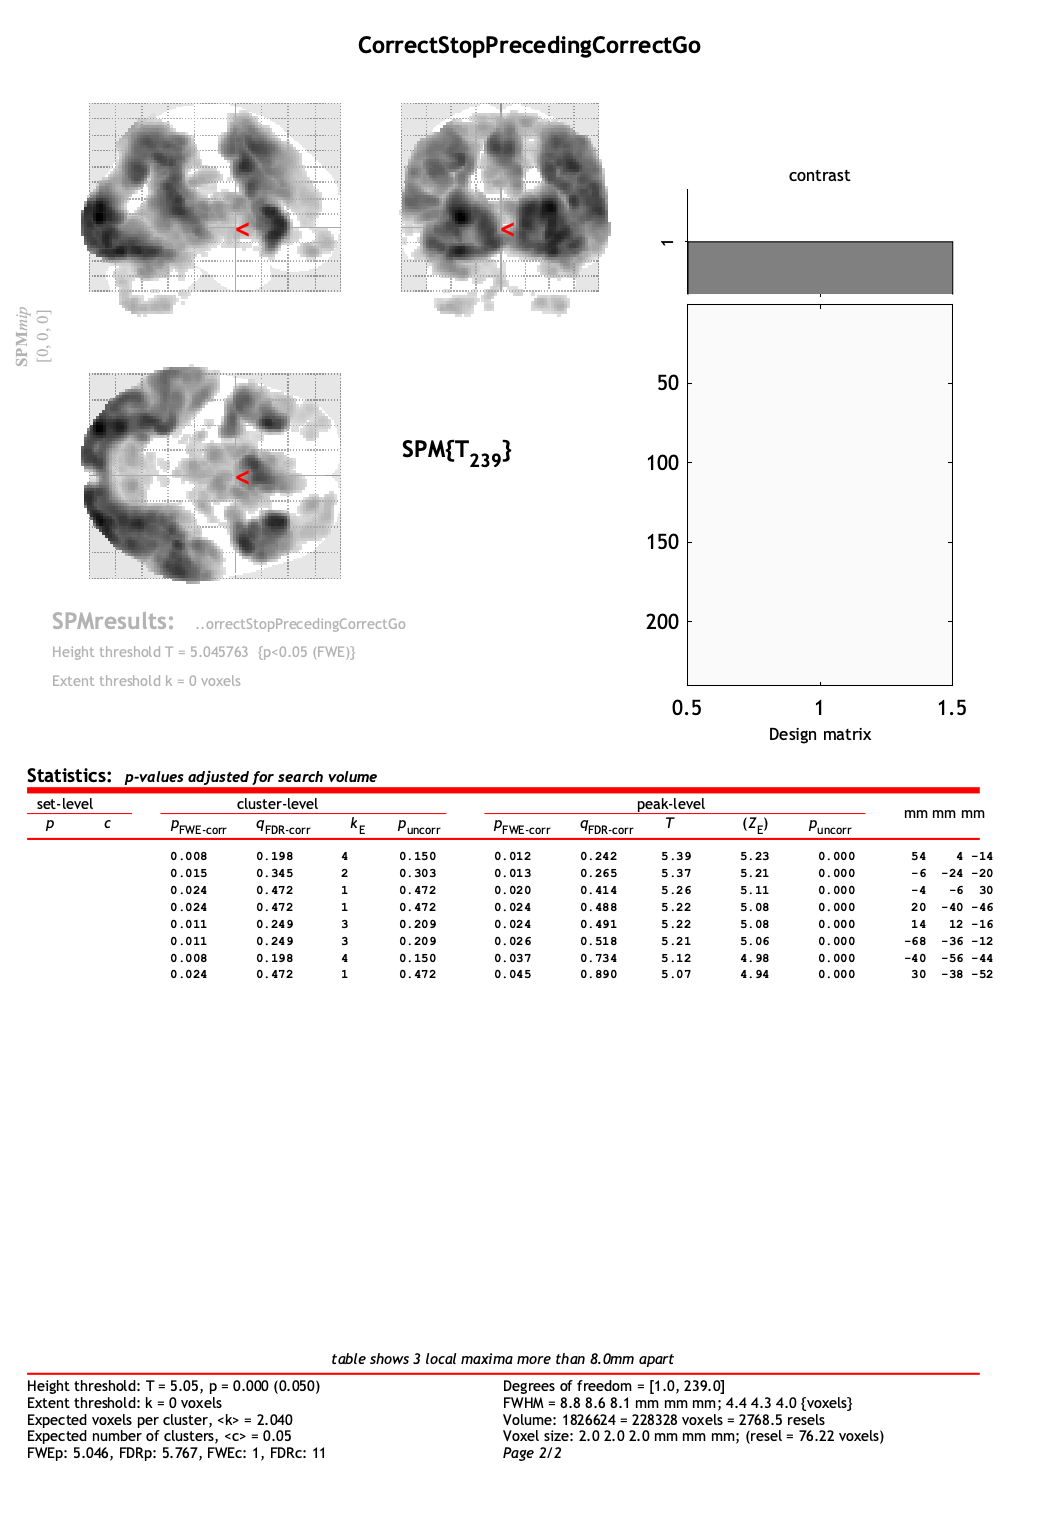 CorrectStopPrecedingCorrectGo
SPMmip
[0, 0, 0]
<
<
<
SPM{T239}
contrast
1
50
100
150
200
0.5 1 1.5
Design matrix
SPMresults: ..orrectStopPrecedingCorrectGo
Height threshold T = 5.045763 {p<0.05 (FWE)}
Extent threshold k = 0 voxels
Statistics: p-values adjusted for search volume
set-level cluster-level peak-level mm mm mm
p c pFWE-corr qFDR-corr kE puncorr pFWE-corr qFDR-corr T (ZE) puncorr
0.008 0.198 4 0.150 0.012 0.242 5.39 5.23 0.000 54 4 -14
0.015 0.345 2 0.303 0.013 0.265 5.37 5.21 0.000 -6 -24 -20
0.024 0.472 1 0.472 0.020 0.414 5.26 5.11 0.000 -4 -6 30
0.024 0.472 1 0.472 0.024 0.488 5.22 5.08 0.000 20 -40 -46
0.011 0.249 3 0.209 0.024 0.491 5.22 5.08 0.000 14 12 -16
0.011 0.249 3 0.209 0.026 0.518 5.21 5.06 0.000 -68 -36 -12
0.008 0.198 4 0.150 0.037 0.734 5.12 4.98 0.000 -40 -56 -44
0.024 0.472 1 0.472 0.045 0.890 5.07 4.94 0.000 30 -38 -52
table shows 3 local maxima more than 8.0mm apart
Height threshold: T = 5.05, p = 0.000 (0.050)
Extent threshold: k = 0 voxels
Expected voxels per cluster, <k> = 2.040
Expected number of clusters, <c> = 0.05
FWEp: 5.046, FDRp: 5.767, FWEc: 1, FDRc: 11
Degrees of freedom = [1.0, 239.0]
FWHM = 8.8 8.6 8.1 mm mm mm; 4.4 4.3 4.0 {voxels}
Volume: 1826624 = 228328 voxels = 2768.5 resels
Voxel size: 2.0 2.0 2.0 mm mm mm; (resel = 76.22 voxels)
Page 2/2